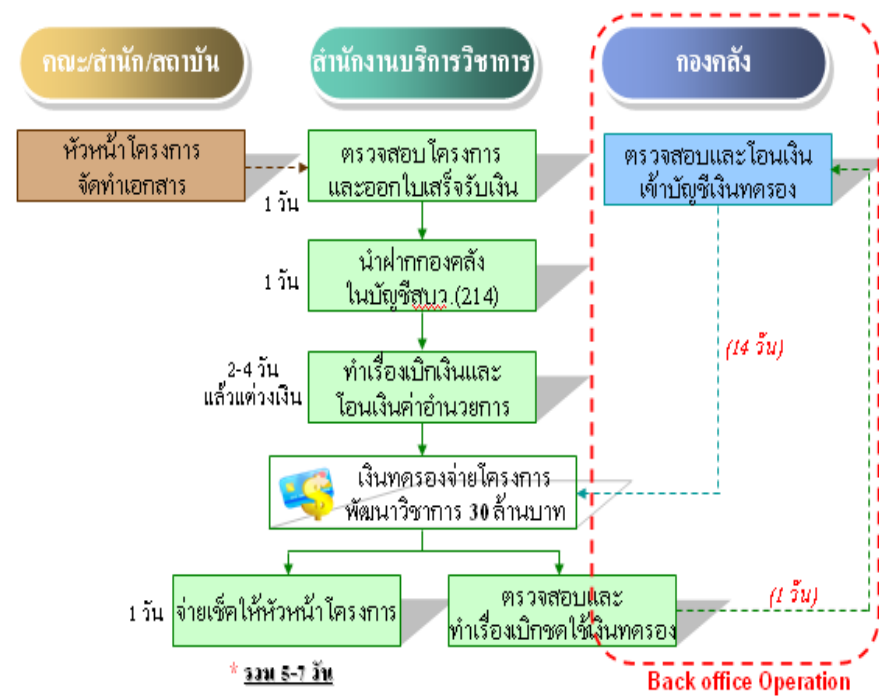 คณะ/สำนัก/สถาบัน
สำนักงานบริการวิชาการ
กองคลัง
หัวหน้าโครงการ
จัดทำเอกสาร
1 วัน
ตรวจสอบโครงการ
และออกใบเสร็จรับเงิน
ตรวจสอบและโอนเงิน
เข้าบัญชีเงินทดรอง
1 วัน
นำฝากกองคลัง
ในบัญชีสบว.(214)
(14 วัน)
2-4 วัน
แล้วแต่วงเงิน
ทำเรื่องเบิกเงินและ
โอนเงินค่าอำนวยการ
เงินทดรองจ่ายโครงการ
พัฒนาวิชาการ 30 ล้านบาท
1 วัน
จ่ายเช็คให้หัวหน้าโครงการ
ตรวจสอบและ
ทำเรื่องเบิกชดใช้เงินทดรอง
(1 วัน)
* รวม 5-7 วัน
Back office Operation